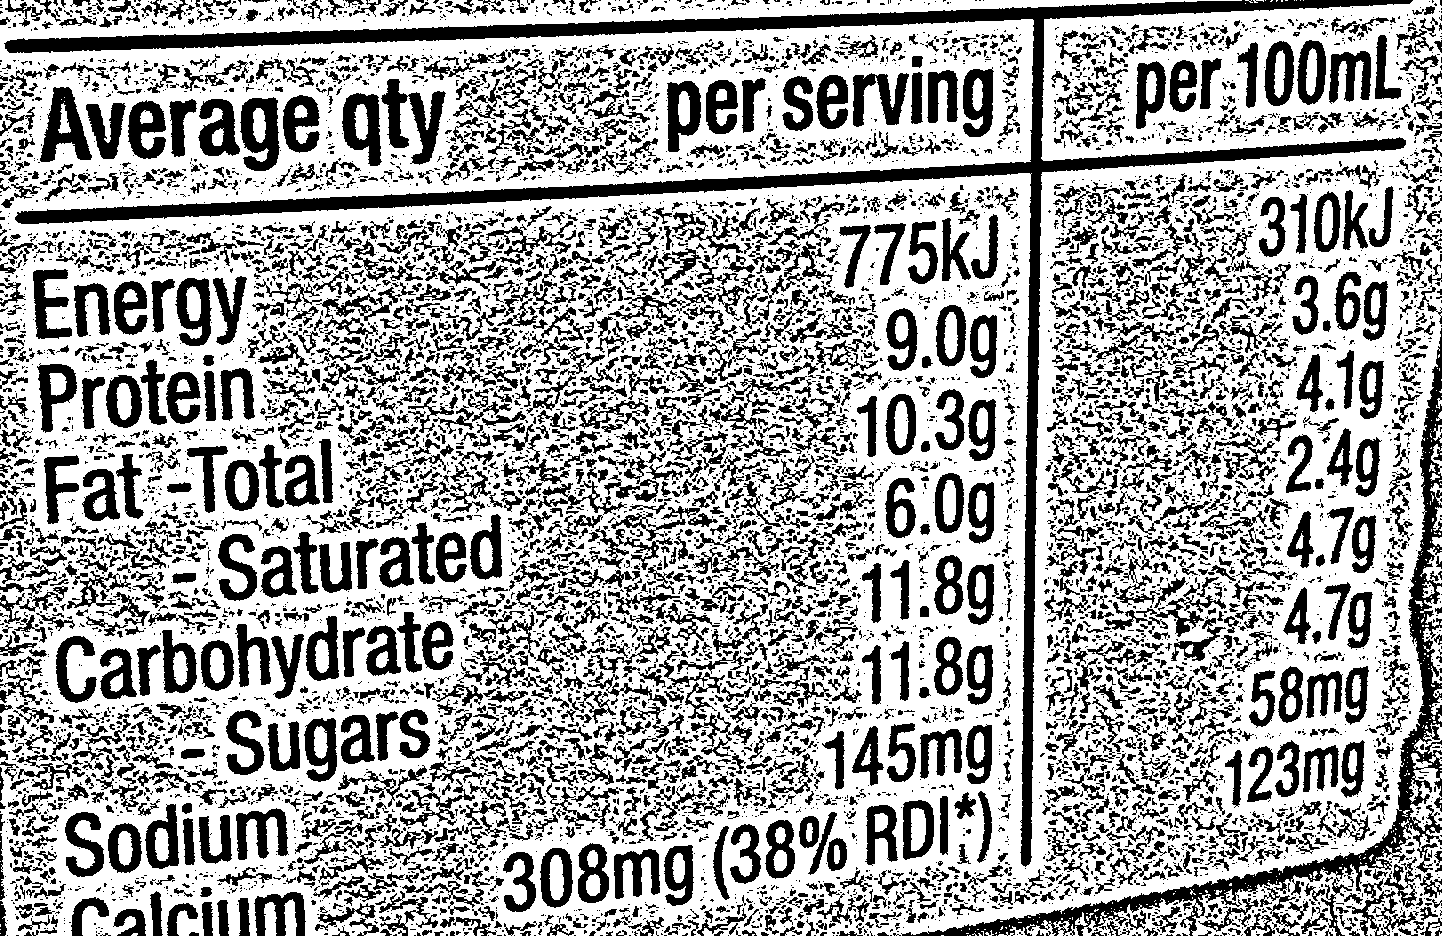 Average qty per serving per 100mL
Energy 775kJ 310kJ
Protein 9.0g 3.6g
Fat -Total 10.3g 4.1g
- Saturated 6.0g 2.4g
Carbohydrate 11.8g 4.7g
- Sugars 11.8g 4.7g
Sodium 145mg 58mg
Calcium 308mg (38% RDI*) 123mg